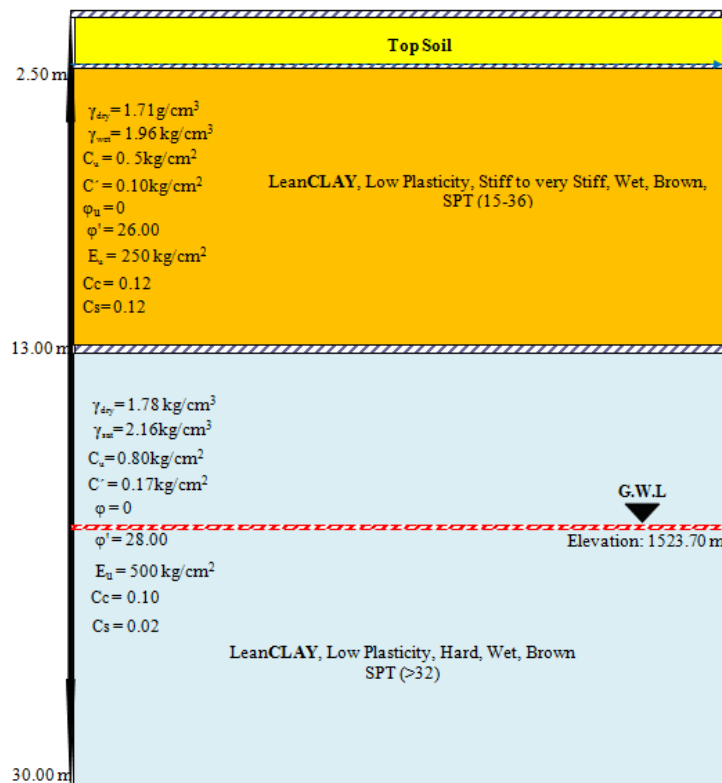 Top Soil
2.50 m
γdry = 1.71g/cm³
γwet = 1.96 kg/cm³
Cu = 0. 5kg/cm²
C´ = 0.10kg/cm²
φu = 0
φ' = 26.00
Eu = 250 kg/cm²
Cc = 0.12
Cs = 0.12
LeanCLAY, Low Plasticity, Stiff to very Stiff, Wet, Brown,
SPT (15-36)
13.00 m
γdry = 1.78 kg/cm³
γsat = 2.16kg/cm³
Cu = 0.80kg/cm²
C´ = 0.17kg/cm²
φ = 0
G.W.L
φ' = 28.00
Elevation: 1523.70 m
Eu = 500 kg/cm²
Cc = 0.10
Cs = 0.02
LeanCLAY, Low Plasticity, Hard, Wet, Brown
SPT (>32)
30.00 m